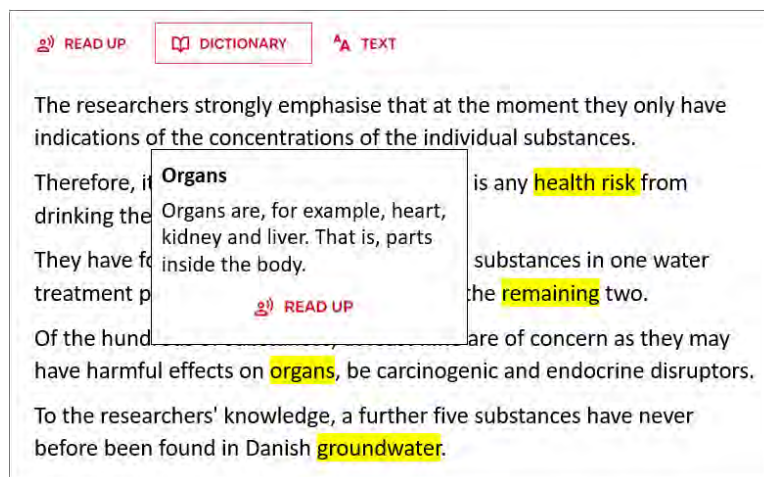 READ UP DICTIONARY AA TEXT
The researchers strongly emphasise that at the moment they only have
indications of the concentrations of the individual substances.
Therefore, is any health risk from
drinking the
They have substances in one water
treatment remaining two.
Organs
Organs are, for example, heart,
kidney and liver. That is, parts
inside the body.
READ UP
Of the are of concern as they may
have harmful effects on organs, be carcinogenic and endocrine disruptors.
To the researchers' knowledge, a further five substances have never
before been found in Danish groundwater.